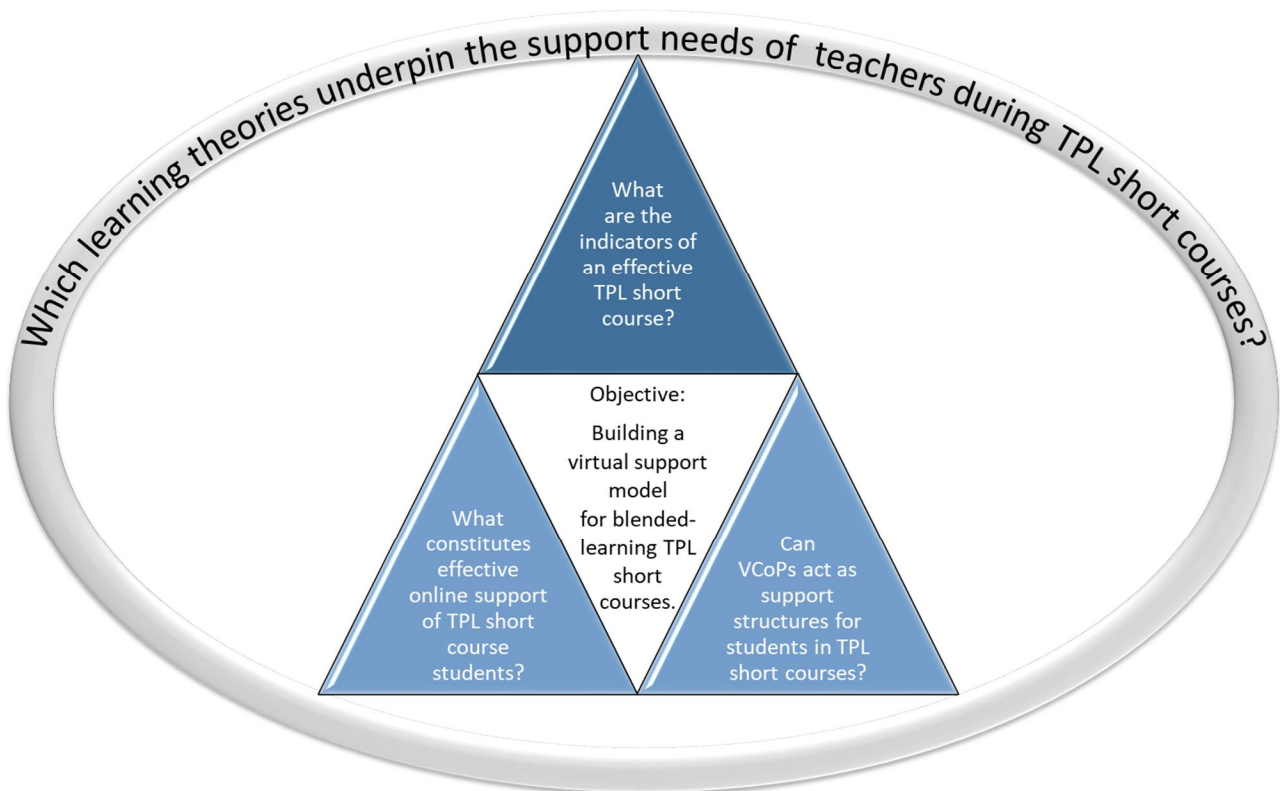 Which learning theories underpin the support needs of teachers during TPL short courses?
What
are the
indicators of
an effective
TPL short
course?
Objective:
Building a
virtual support
model
for blended-
learning TPL
short
courses.
What
constitutes
effective
online support
of TPL short
course
students?
Can
VCoPs act as
support
structures for
students in TPL
short courses?